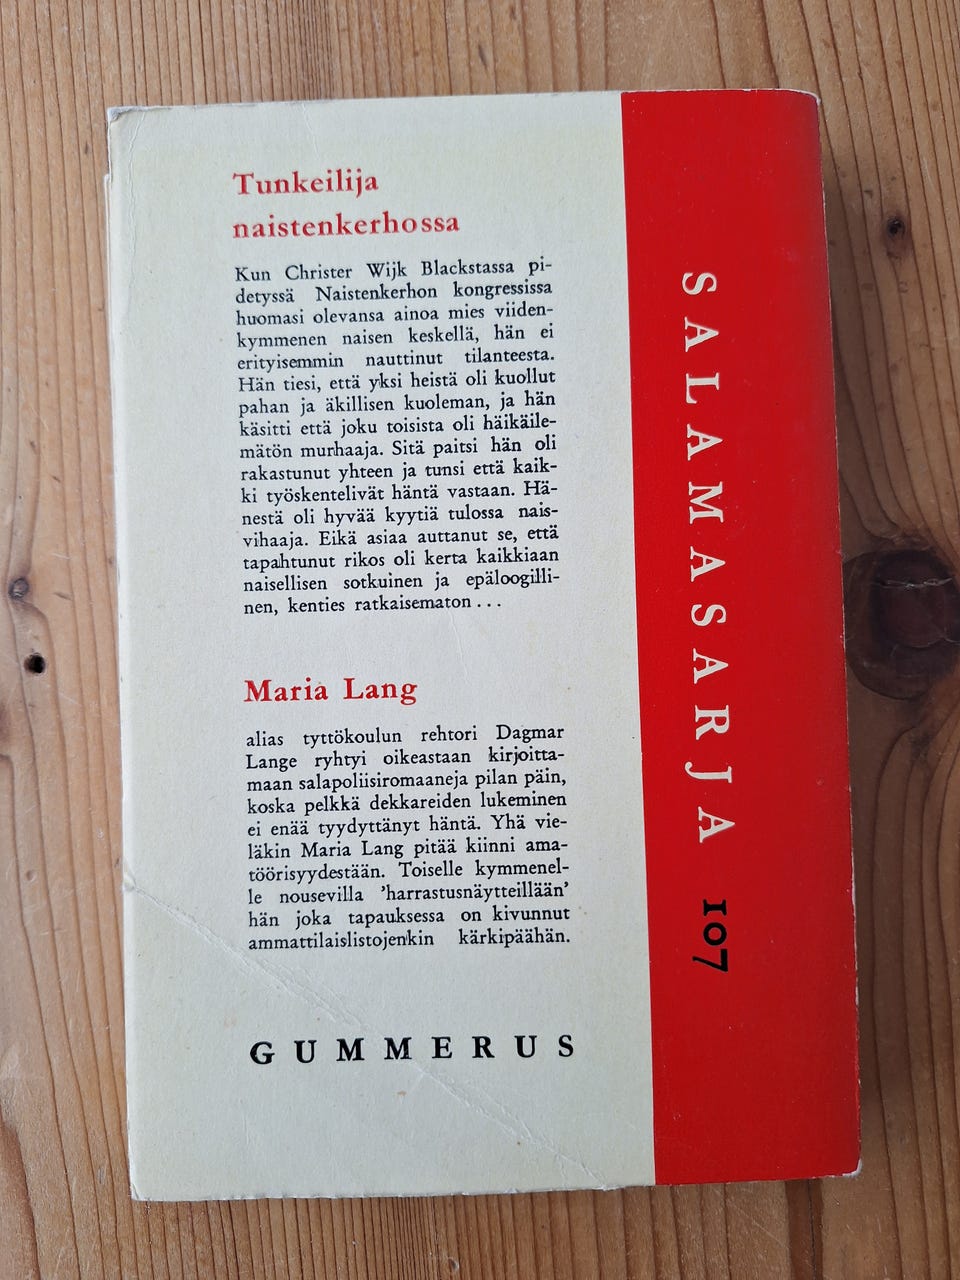 Tunkeilija
naistenkerhossa
Kun Christer Wijk Blackstassa pi-
detyssä Naistenkerhon kongressissa
huomasi olevansa ainoa mies viiden-
kymmenen naisen keskellä, hän ei
erityisemmin nauttinut tilanteesta.
Hän tiesi, että yksi heistä oli kuollut
pahan ja äkillisen kuoleman, ja hän
käsitti että joku toisista oli häikäile-
mätön murhaaja. Sitä paitsi hän oli
rakastunut yhteen ja tunsi että kaik-
ki työskentelivät häntä vastaan. Hä-
nestä oli hyvää kyytiä tulossa nais-
vihaaja. Eikä asiaa auttanut se, että
tapahtunut rikos oli kerta kaikkiaan
naisellisen sotkuinen ja epäloogilli-
nen, kenties ratkaisematon...
Maria Lang
alias tyttökoulun rehtori Dagmar
Lange ryhtyi oikeastaan kirjoitta-
maan salapoliisiromaaneja pilan päin,
koska pelkkä dekkareiden lukeminen
ei enää tyydyttänyt häntä. Yhä vie-
läkin Maria Lang pitää kiinni ama-
töörisyydestään. Toiselle kymmenel-
le nousevilla 'harrastusnäytteillään'
hän joka tapauksessa on kivunnut
ammattilaislistojenkin kärkipäähän.
GUMMERUS
SALAMASARJA 107